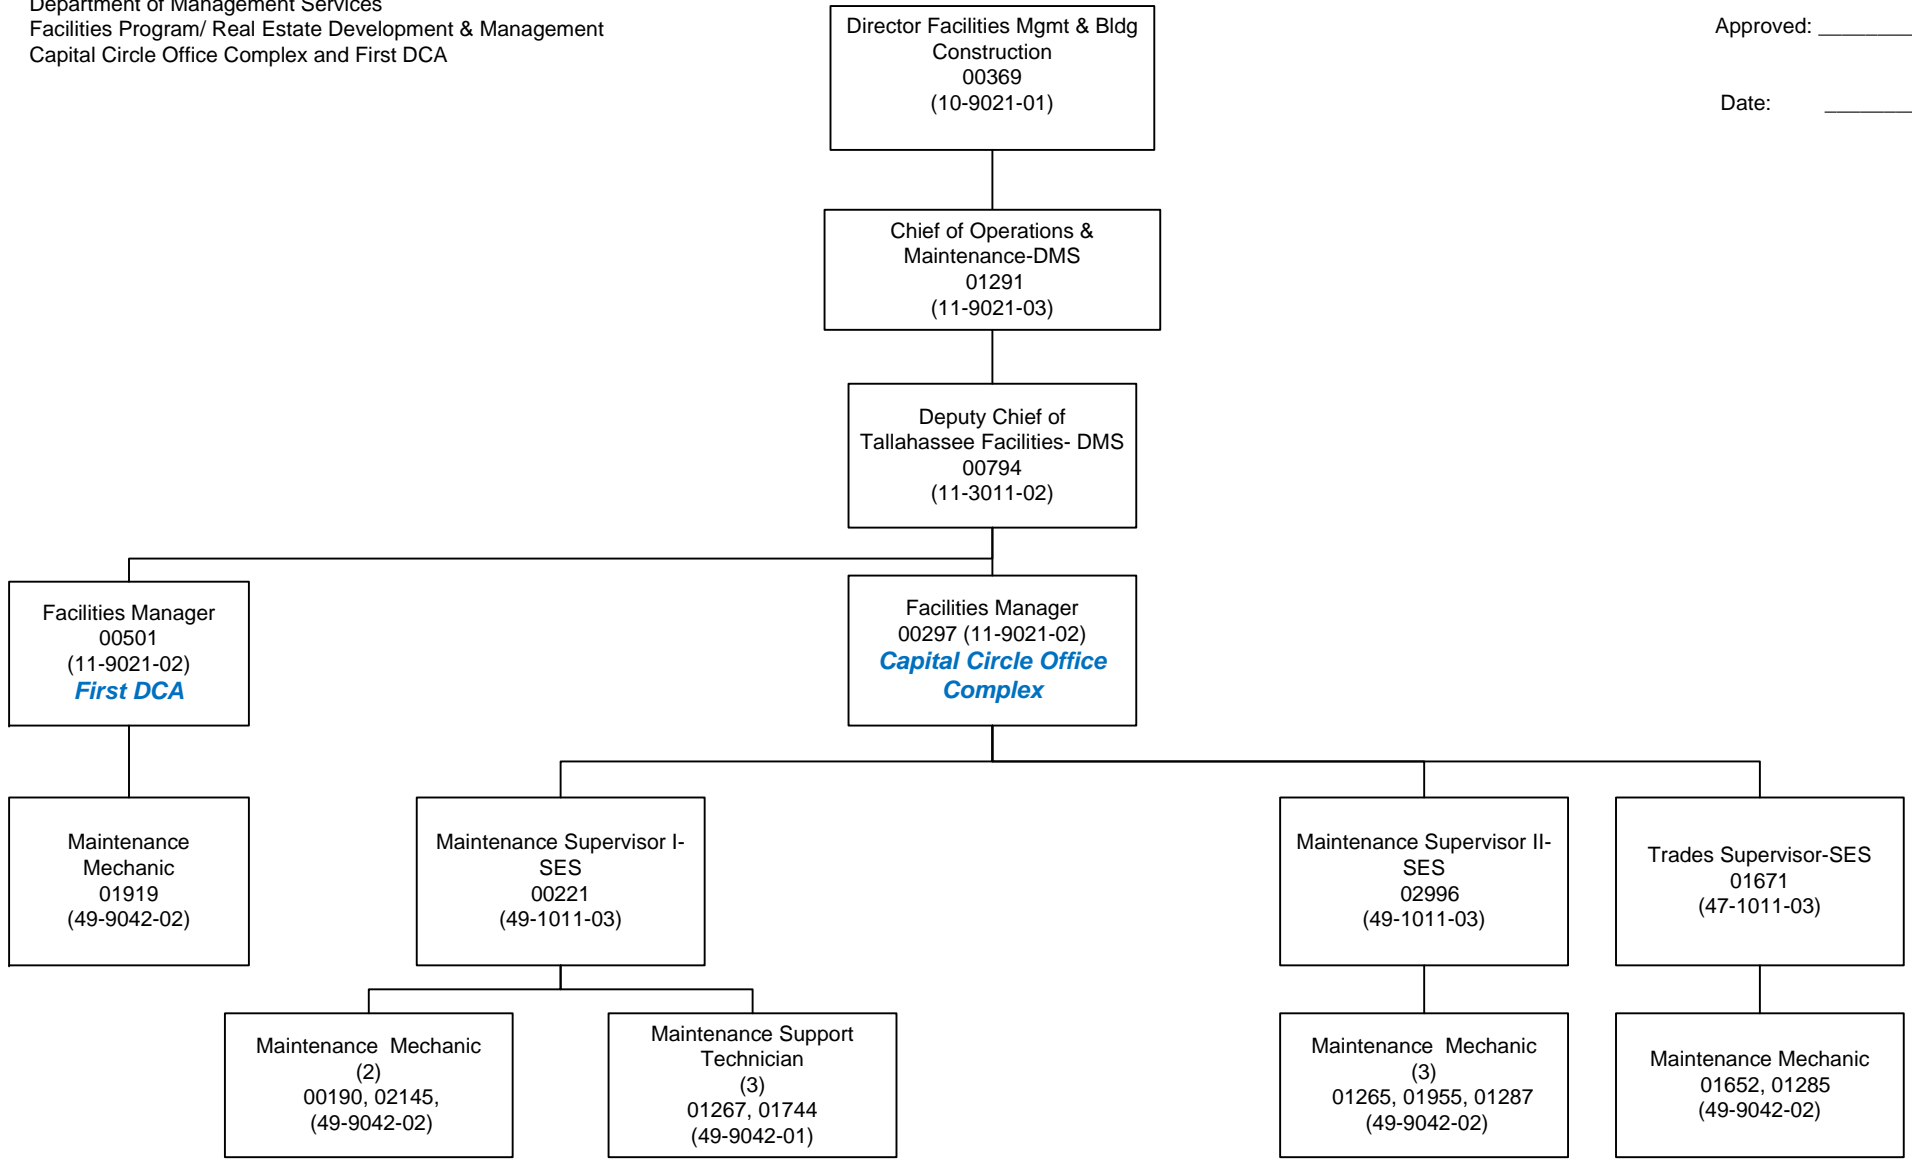 Department of Management Services
Facilities Program/ Real Estate Development & Management
Capital Circle Office Complex and First DCA
Approved: ________
Date: ________
Director Facilities Mgmt & Bldg
Construction
00369
(10-9021-01)
Chief of Operations &
Maintenance-DMS
01291
(11-9021-03)
Deputy Chief of
Tallahassee Facilities- DMS
00794
(11-3011-02)
Facilities Manager
00501
(11-9021-02)
First DCA
Facilities Manager
00297 (11-9021-02)
Capital Circle Office
Complex
Maintenance
Mechanic
01919
(49-9042-02)
Maintenance Supervisor I-
SES
00221
(49-1011-03)
Maintenance Supervisor II-
SES
02996
(49-1011-03)
Trades Supervisor-SES
01671
(47-1011-03)
Maintenance  Mechanic
(2)
00190, 02145,
(49-9042-02)
Maintenance Support
Technician
(3)
01267, 01744
(49-9042-01)
Maintenance  Mechanic
(3)
01265, 01955, 01287
(49-9042-02)
Maintenance Mechanic
01652, 01285
(49-9042-02)